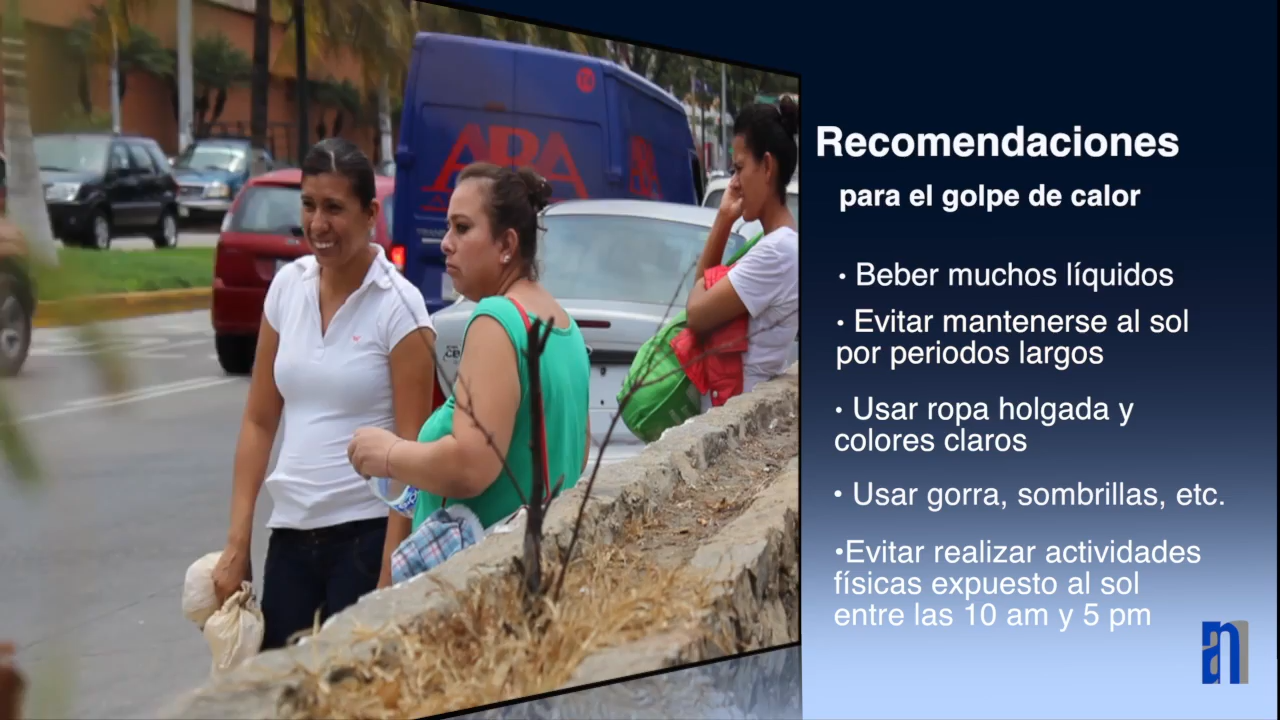 ARA
Recomendaciones
para el golpe de calor
• Beber muchos líquidos
• Evitar mantenerse al sol
por periodos largos
• Usar ropa holgada y
colores claros
• Usar gorra, sombrillas, etc.
•Evitar realizar actividades
físicas expuesto al sol
entre las 10 am y 5 pm
an